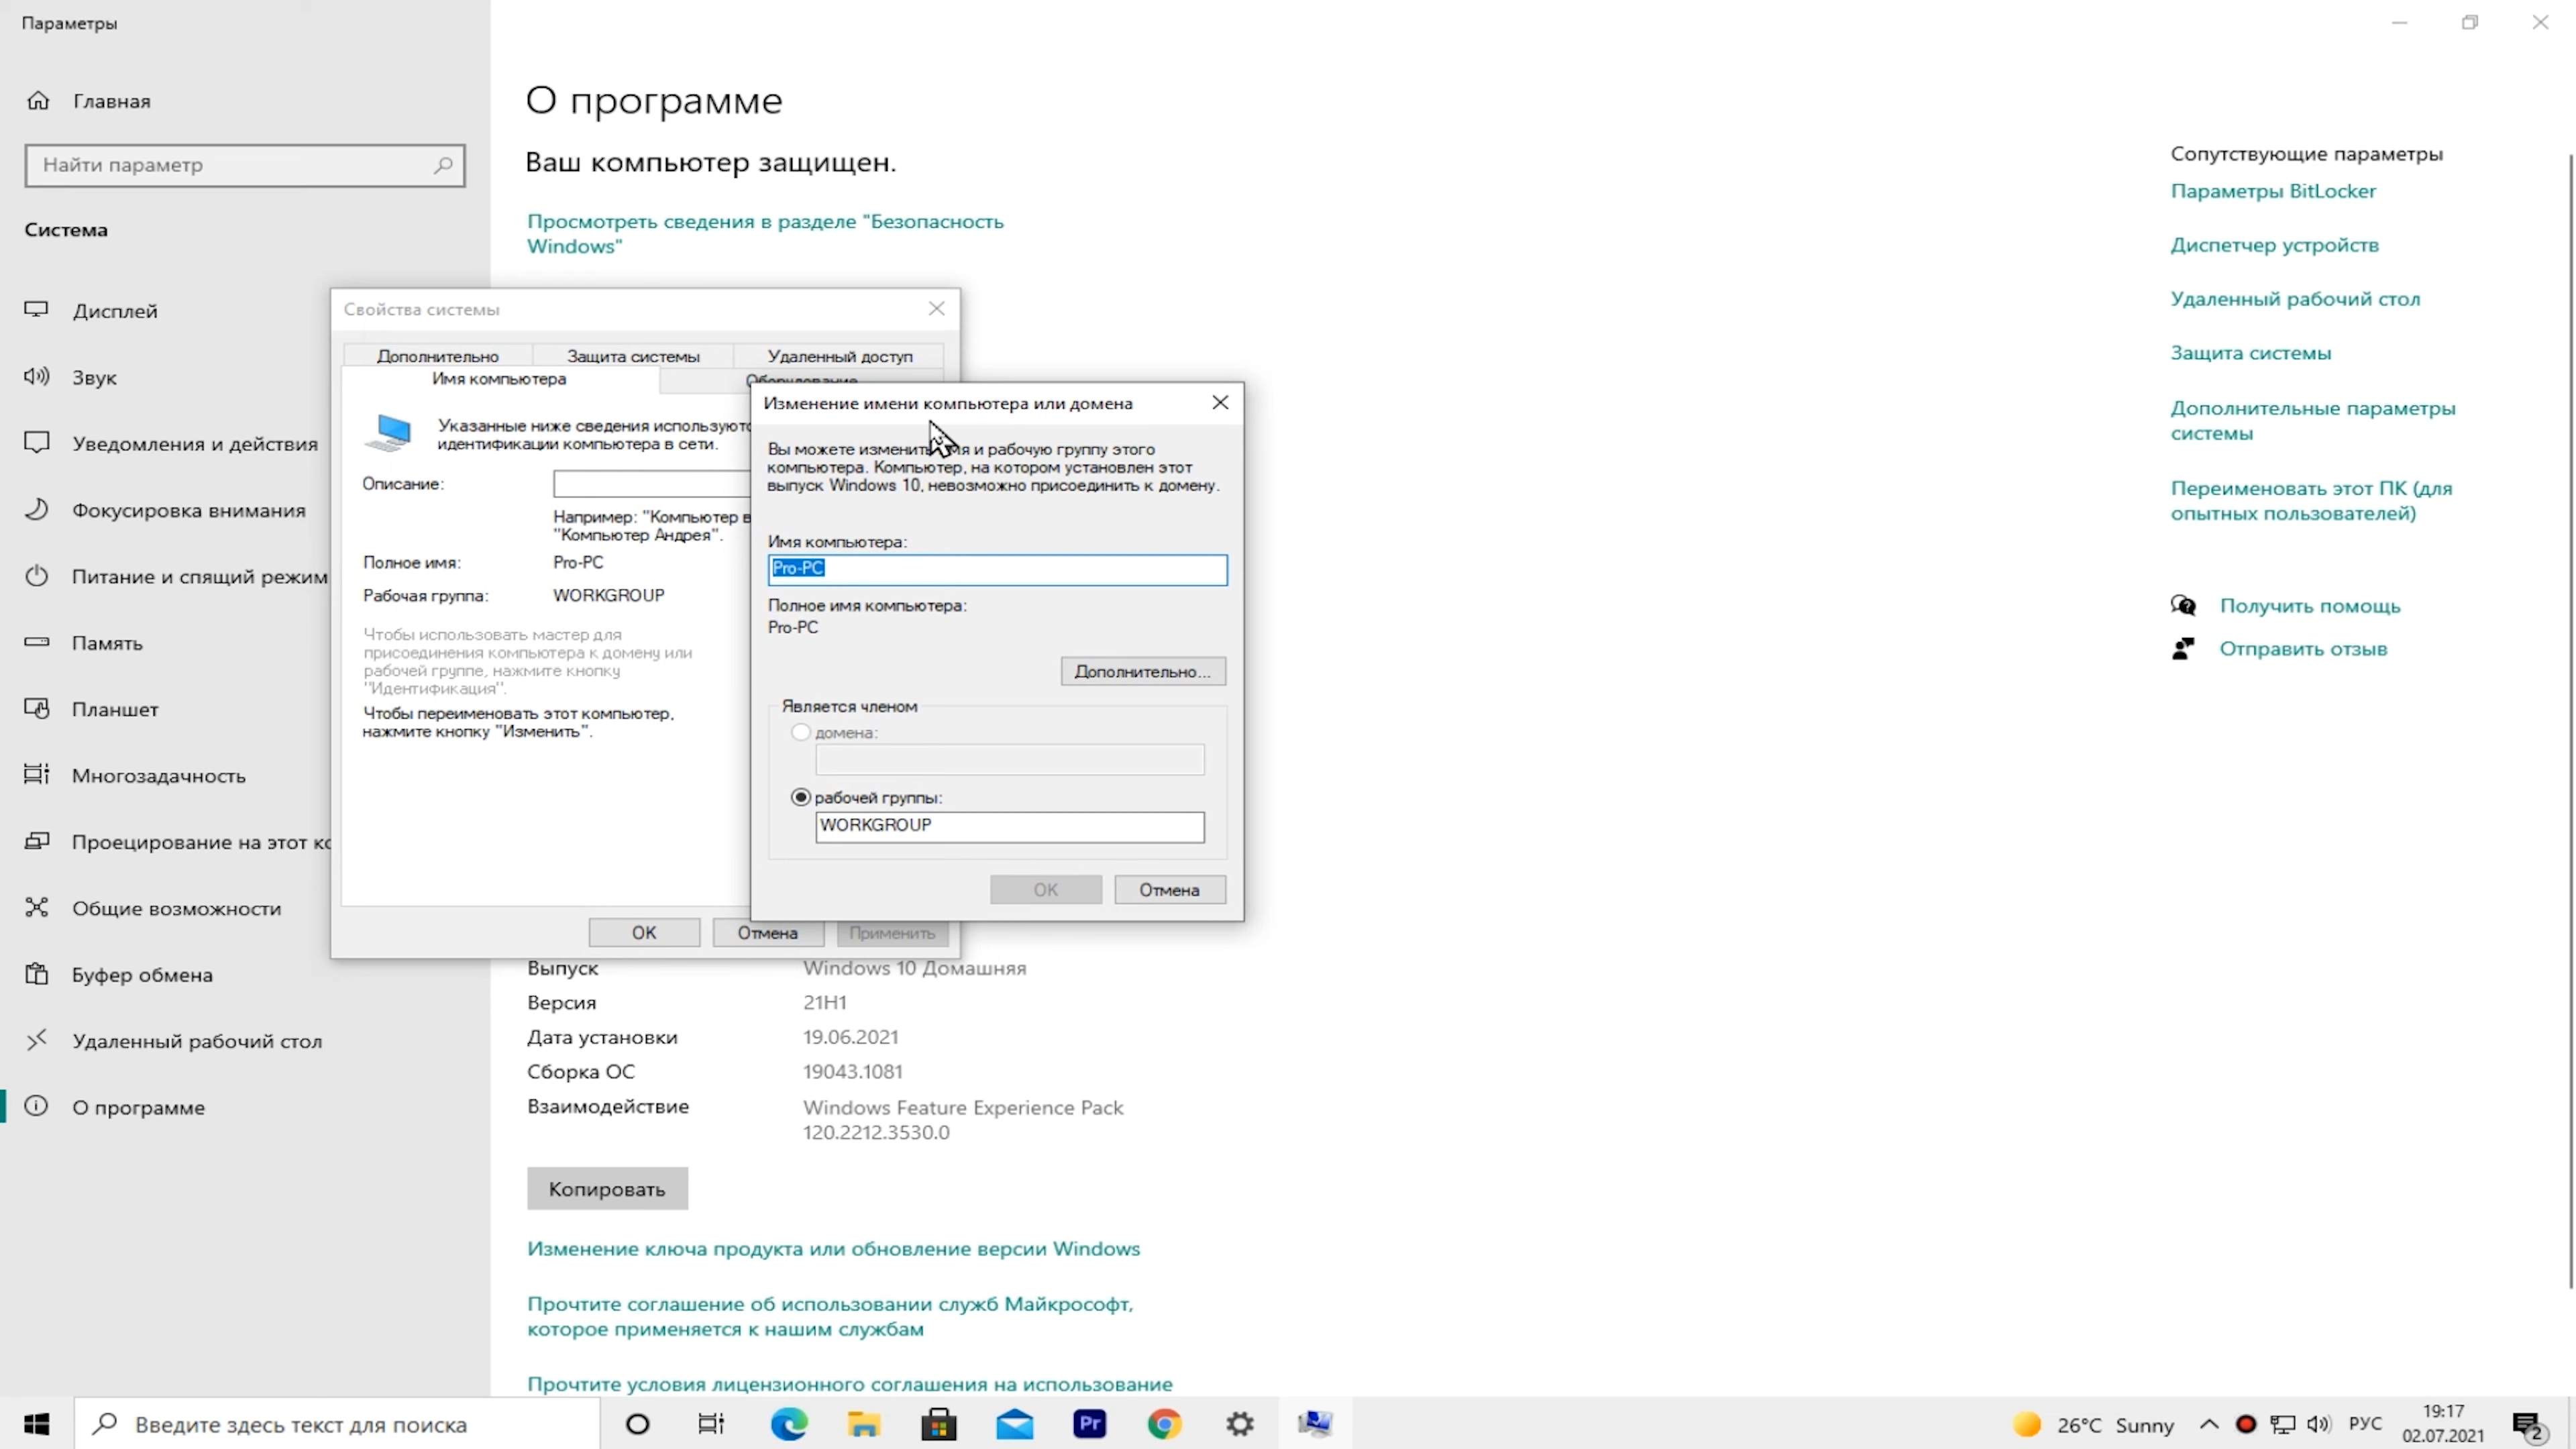 Параметры
Главная
Найти параметр
Система
Дисплей
Звук
Уведомления и действия
Фокусировка внимания
Питание и спящий режим
Память
Планшет
Многозадачность
Проецирование на этот ко
Общие возможности
Буфер обмена
Удаленный рабочий стол
О программе
О программе
Ваш компьютер защищен.
Просмотреть сведения в разделе "Безопасность
Windows"
Свойства системы
Дополнительно
Защита системы
Удаленный доступ
Имя компьютера
Оборудование
Указанные ниже сведения используютс
идентификации компьютера в сети.
Описание:
Например: "Компьютер в
"Компьютер Андрея".
Полное имя:
Pro-PC
Рабочая группа:
WORKGROUP
Чтобы использовать мастер для
присоединения компьютера к домену или
рабочей группе, нажмите кнопку
"Идентификация".
Чтобы переименовать этот компьютер,
нажмите кнопку "Изменить".
OK
Отмена
Применить
Изменение имени компьютера или домена
Вы можете изменить имя и рабочую группу этого
компьютера. Компьютер, на котором установлен этот
выпуск Windows 10, невозможно присоединить к домену.
Имя компьютера:
Pro-PC
Полное имя компьютера:
Pro-PC
Дополнительно...
Является членом
домена:
рабочей группы:
WORKGROUP
OK
Отмена
Выпуск
Windows 10 Домашняя
Версия
21H1
Дата установки
19.06.2021
Сборка ОС
19043.1081
Взаимодействие
Windows Feature Experience Pack
120.2212.3530.0
Копировать
Изменение ключа продукта или обновление версии Windows
Прочтите соглашение об использовании служб Майкрософт,
которое применяется к нашим службам
Прочтите условия лицензионного соглашения на использование
Сопутствующие параметры
Параметры BitLocker
Диспетчер устройств
Удаленный рабочий стол
Защита системы
Дополнительные параметры
системы
Переименовать этот ПК (для
опытных пользователей)
Получить помощь
Отправить отзыв
Введите здесь текст для поиска
Pr
26°C Sunny
РУС
19:17
02.07.2021
2